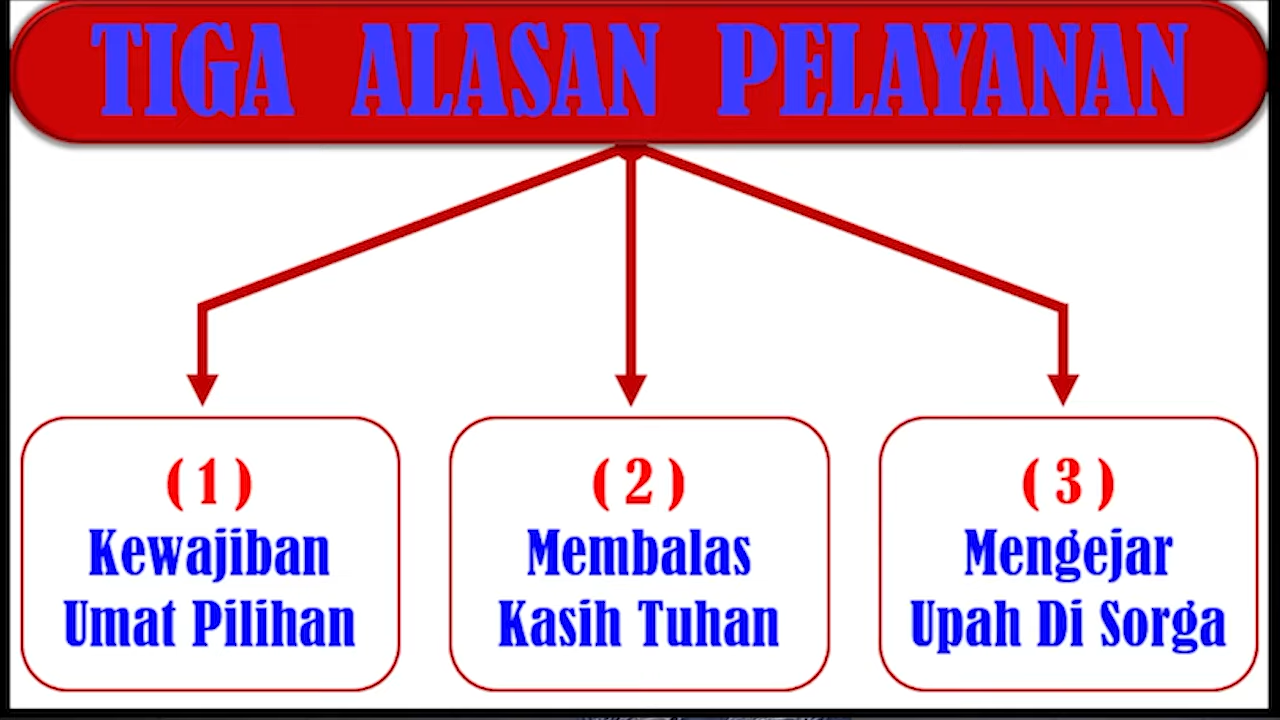 TIGA ALASAN PELAYANAN
( 1 )
Kewajiban
Umat Pilihan
( 2 )
Membalas
Kasih Tuhan
( 3 )
Mengejar
Upah Di Sorga